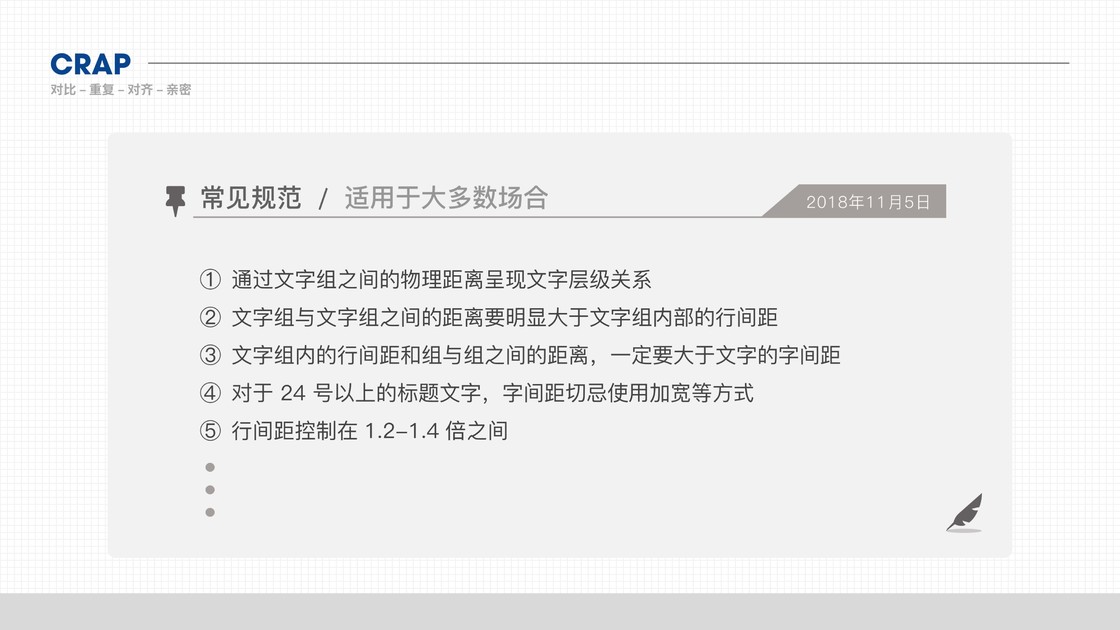 CRAP
对比 – 重复 – 对齐 – 亲密
常见规范 / 适用于大多数场合
2018年11月5日
① 通过文字组之间的物理距离呈现文字层级关系
② 文字组与文字组之间的距离要明显大于文字组内部的行间距
③ 文字组内的行间距和组与组之间的距离，一定要大于文字的字间距
④ 对于 24 号以上的标题文字，字间距切忌使用加宽等方式
⑤ 行间距控制在 1.2–1.4 倍之间